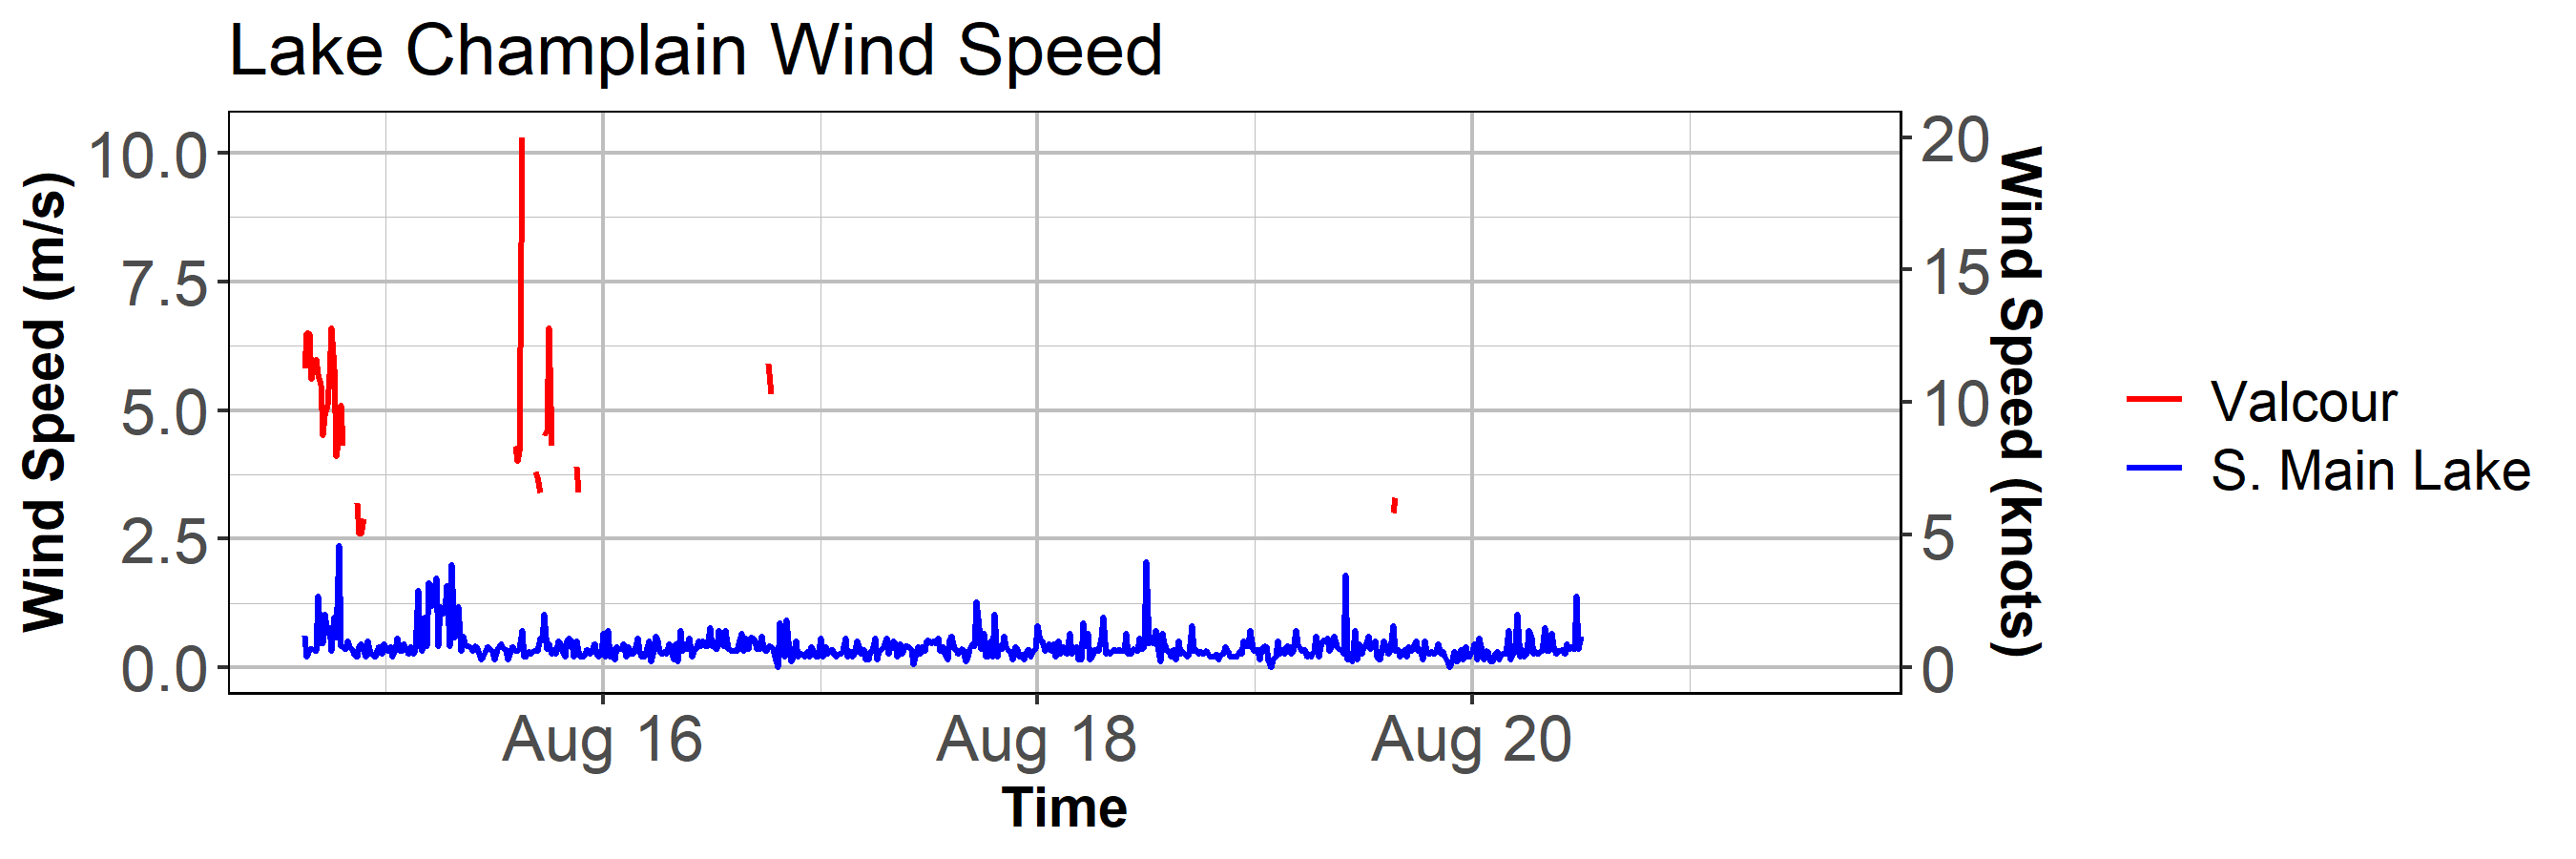 Lake Champlain Wind Speed
Wind Speed (m/s)
10.0
7.5
5.0
2.5
0.0
20
15
10
5
0
Wind Speed (knots)
Aug 16
Aug 18
Aug 20
Time
Valcour
S. Main Lake